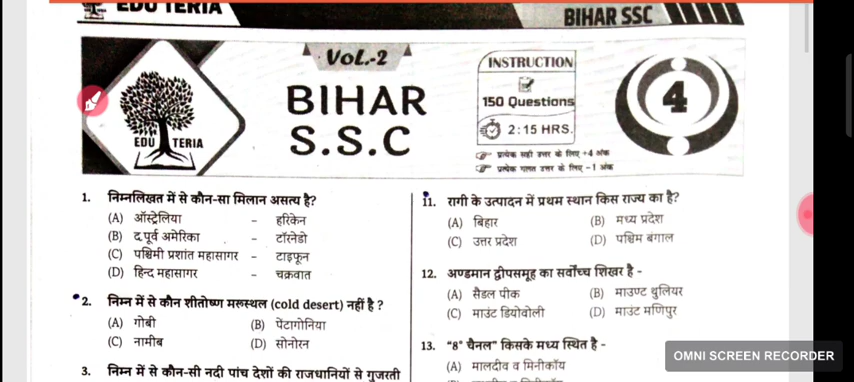 EDU TERIA
BIHAR SSC
VOL.-2
BIHAR
S.S.C
EDU TERIA
INSTRUCTION
150 Questions
2:15 HRS.
प्रत्येक सही उत्तर के लिए +4 अंक
प्रत्येक गलत उत्तर के लिए -1 अंक
4
1. निम्नलिखत में से कौन-सा मिलान असत्य है?
(A) ऑस्ट्रेलिया - हरिकेन
(B) द.पूर्व अमेरिका - टॉरनेडो
(C) पश्चिमी प्रशांत महासागर - टाइफून
(D) हिन्द महासागर - चक्रवात
2. निम्न में से कौन शीतोष्ण मरूस्थल (cold desert) नहीं है ?
(A) गोबी (B) पेंटागोनिया
(C) नामीब (D) सोनोरन
3. निम्न में से कौन-सी नदी पांच देशों की राजधानियों से गुजरती
11. रागी के उत्पादन में प्रथम स्थान किस राज्य का है?
(A) बिहार (B) मध्य प्रदेश
(C) उत्तर प्रदेश (D) पश्चिम बंगाल
12. अण्डमान द्वीपसमूह का सर्वोच्च शिखर है -
(A) सैडल पीक (B) माउण्ट थुलियर
(C) माउंट डियोवोली (D) माउंट मणिपुर
13. "8° चैनल" किसके मध्य स्थित है -
(A) मालदीव व मिनीकॉय
OMNI SCREEN RECORDER